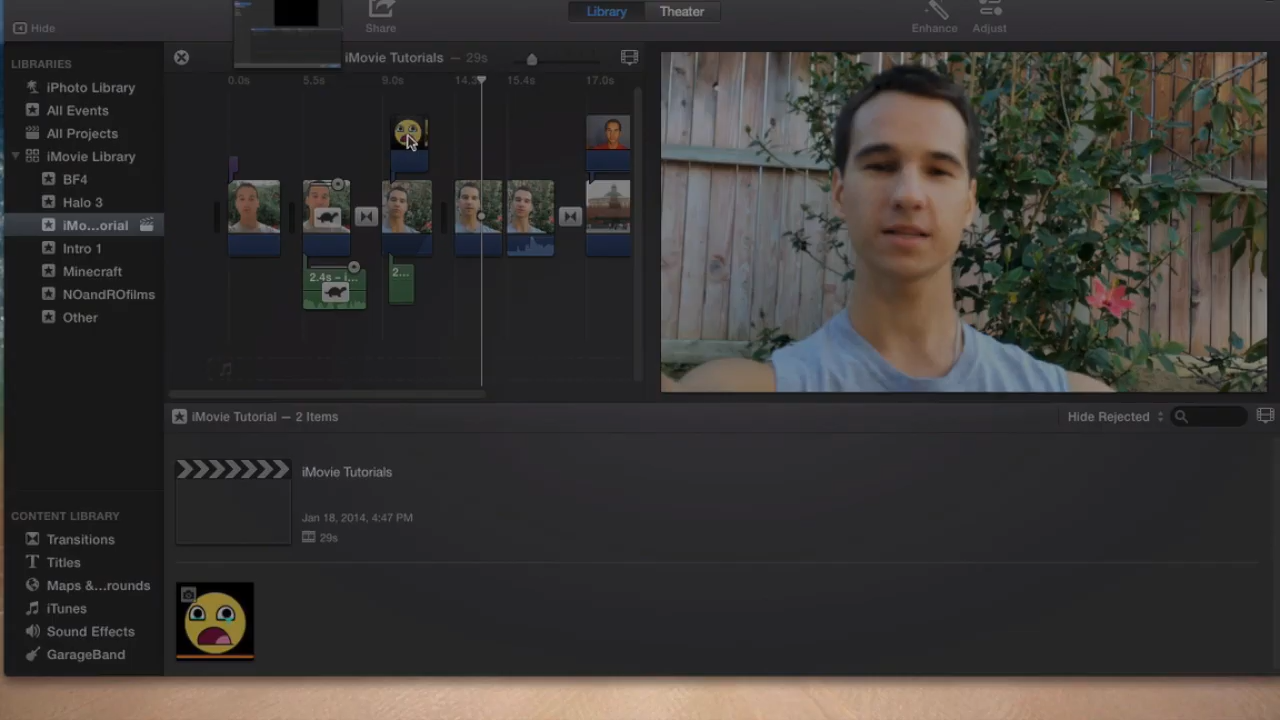 Library
Theater
Hide
Share
Enhance
Adjust
LIBRARIES
iPhoto Library
All Events
All Projects
iMovie Library
BF4
Halo 3
iMo...orial
Intro 1
Minecraft
NOandROfilms
Other
iMovie Tutorials — 29s
0.0s
5.5s
9.0s
14.3
15.4s
17.0s
2.4s – i...
2...
iMovie Tutorial — 2 Items
Hide Rejected
iMovie Tutorials
Jan 18, 2014, 4:47 PM
29s
CONTENT LIBRARY
Transitions
Titles
Maps &...rounds
iTunes
Sound Effects
GarageBand